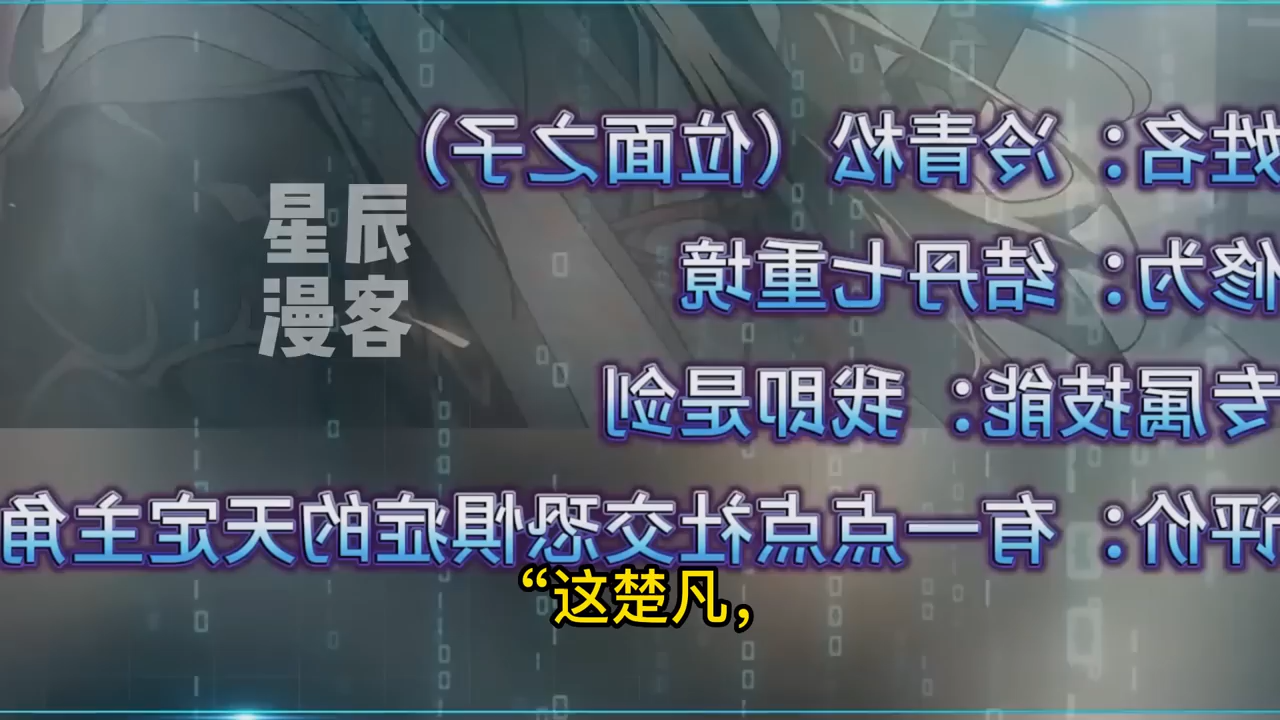 姓名：冷青松（位面之子）
星辰
漫客
修为：结丹七重境
专属技能：我即是剑
评价：有一点点社交恐惧症的天定主角
“这楚凡，